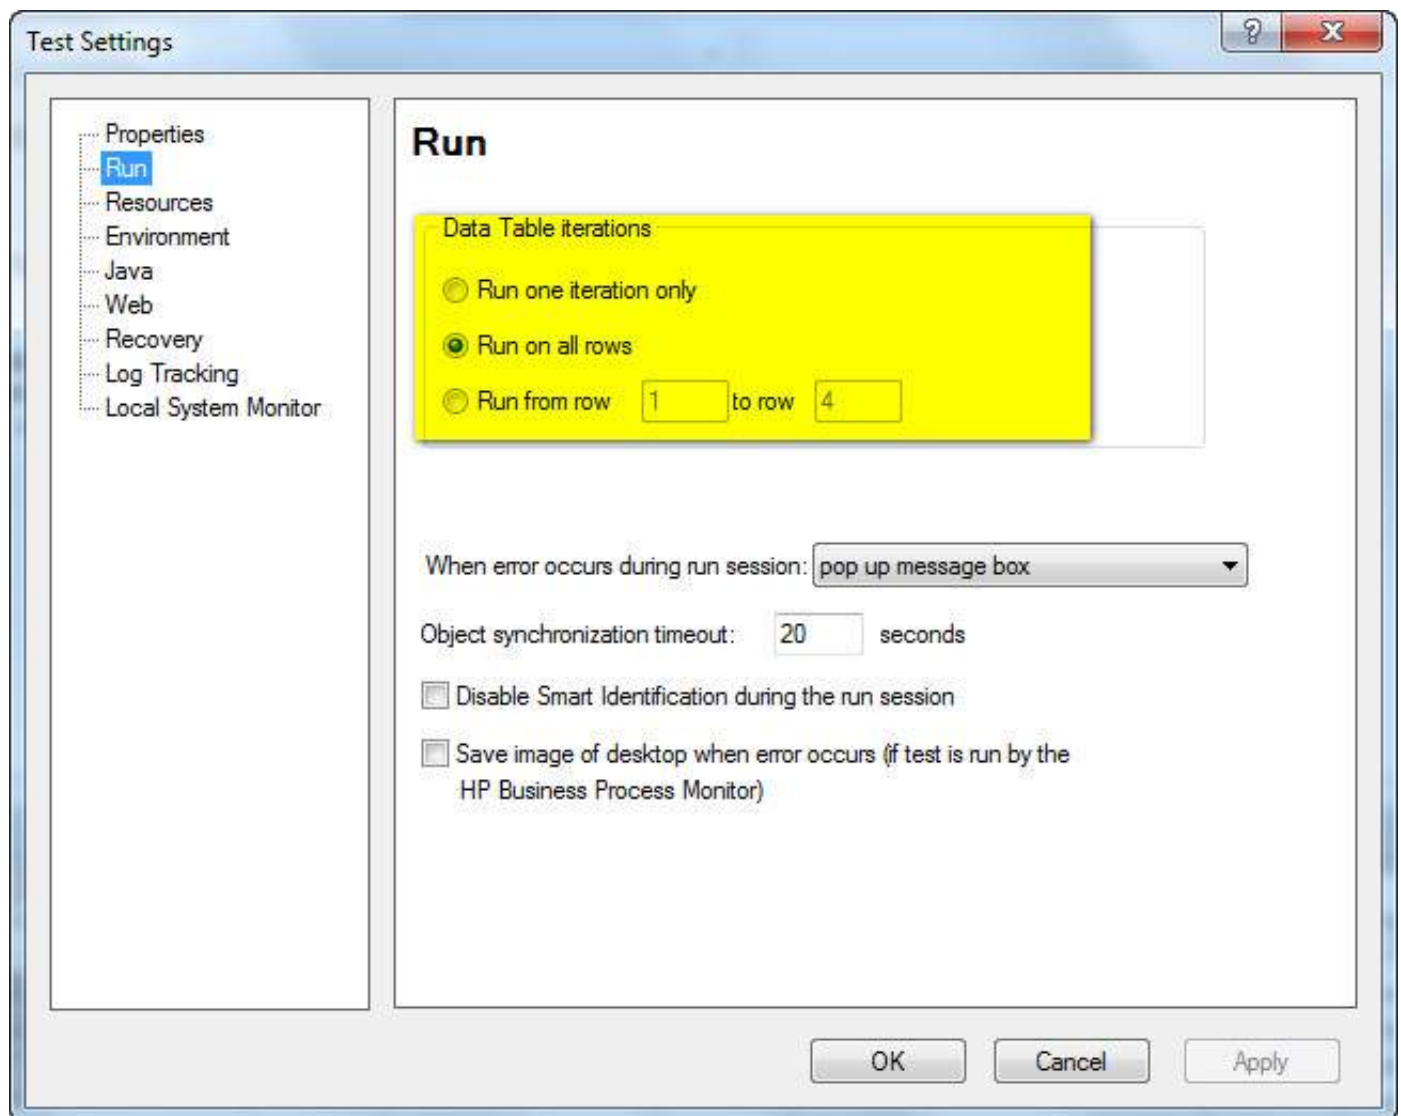 Test Settings
?
Properties
Run
Resources
Environment
Java
Web
Recovery
Log Tracking
Local System Monitor
Run
Data Table iterations
Run one iteration only
Run on all rows
Run from row 1 to row 4
When error occurs during run session: pop up message box
Object synchronization timeout: 20 seconds
Disable Smart Identification during the run session
Save image of desktop when error occurs (if test is run by the
HP Business Process Monitor)
OK Cancel Apply